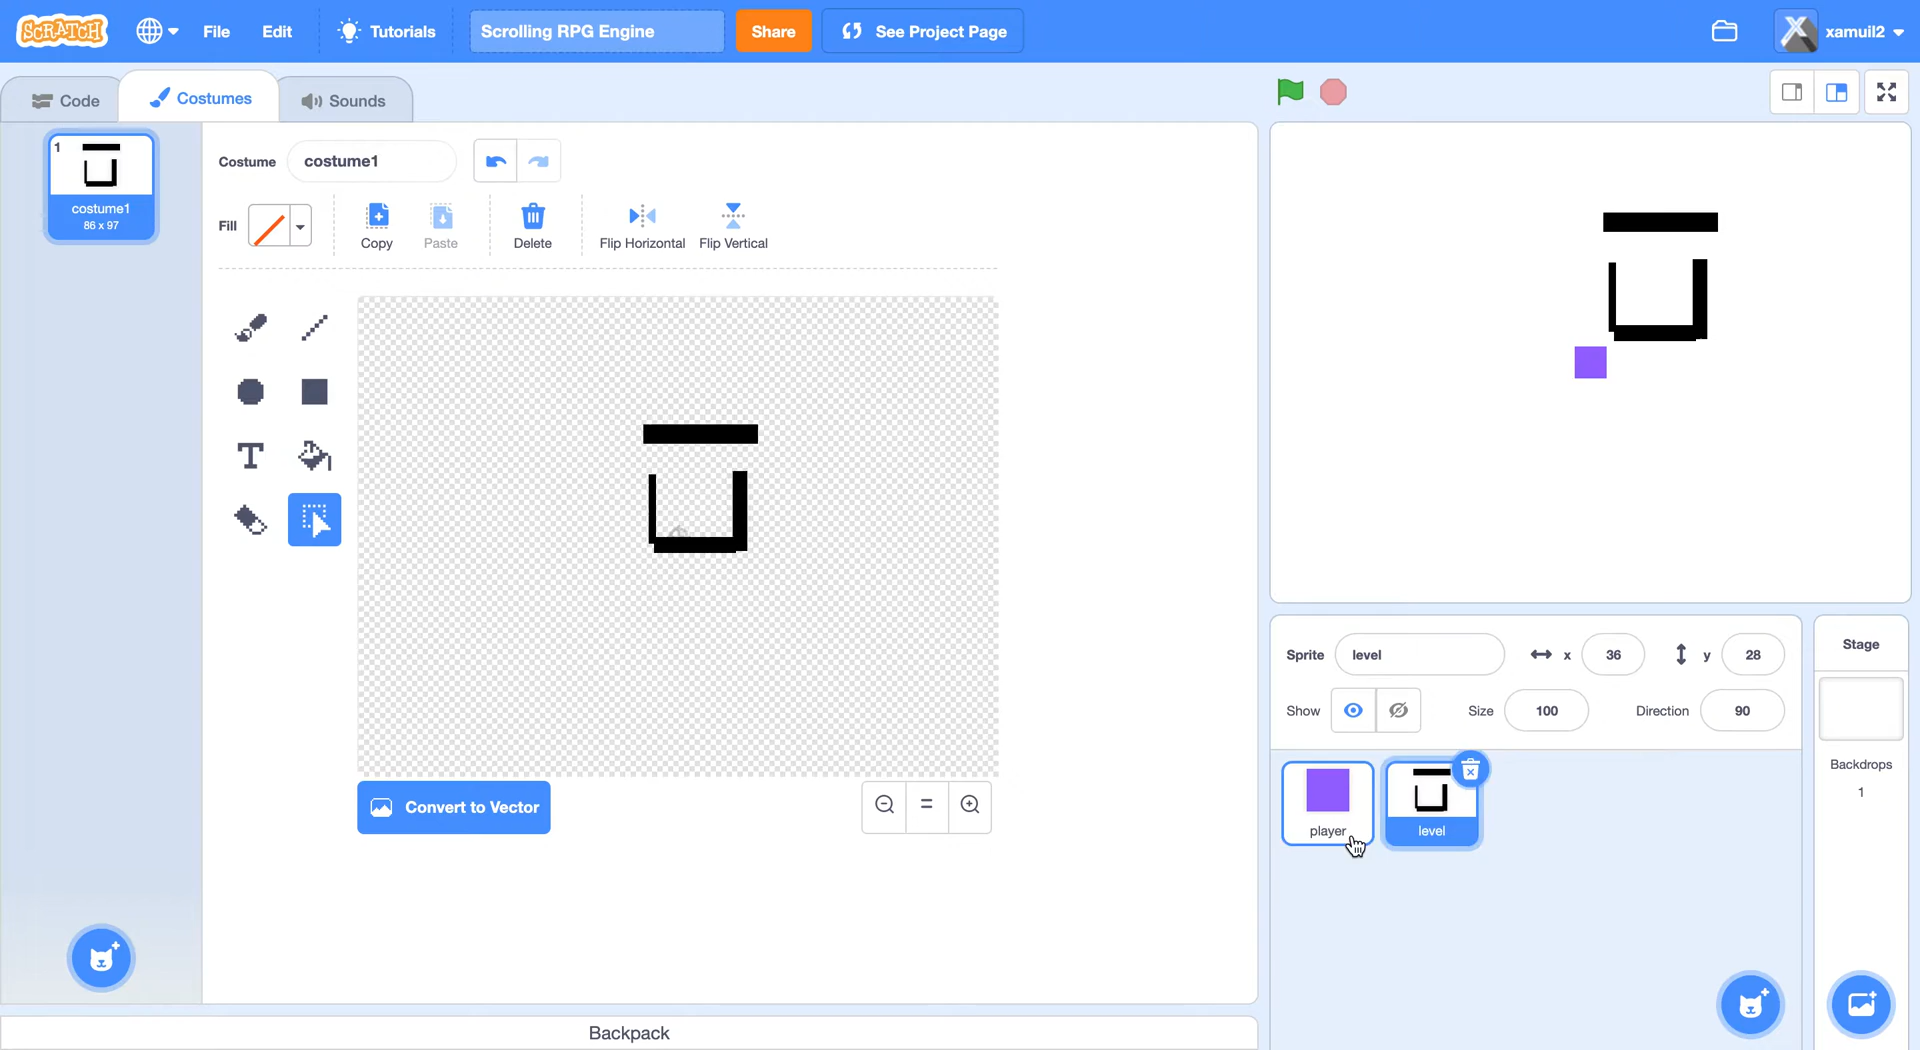 SCRATCH
File
Edit
Tutorials
Scrolling RPG Engine
Share
See Project Page
xamuil2
Code
Costumes
Sounds
1
costume1
86 x 97
Costume
costume1
Fill
Copy
Paste
Delete
Flip Horizontal
Flip Vertical
T
Convert to Vector
Backpack
Sprite
level
x
36
y
28
Show
Size
100
Direction
90
player
level
Stage
Backdrops
1